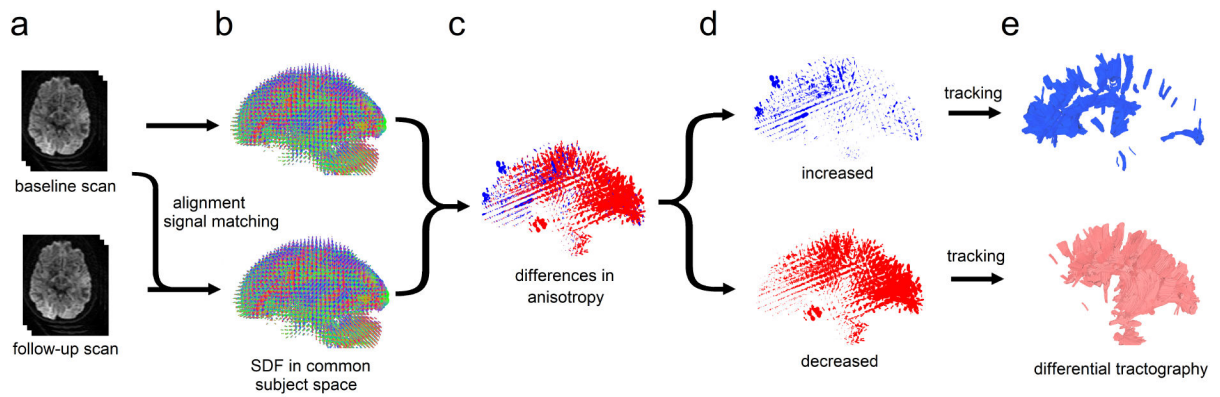 a
b
c
d
e
baseline scan
alignment
signal matching
follow-up scan
SDF in common
subject space
differences in
anisotropy
increased
decreased
tracking
tracking
differential tractography